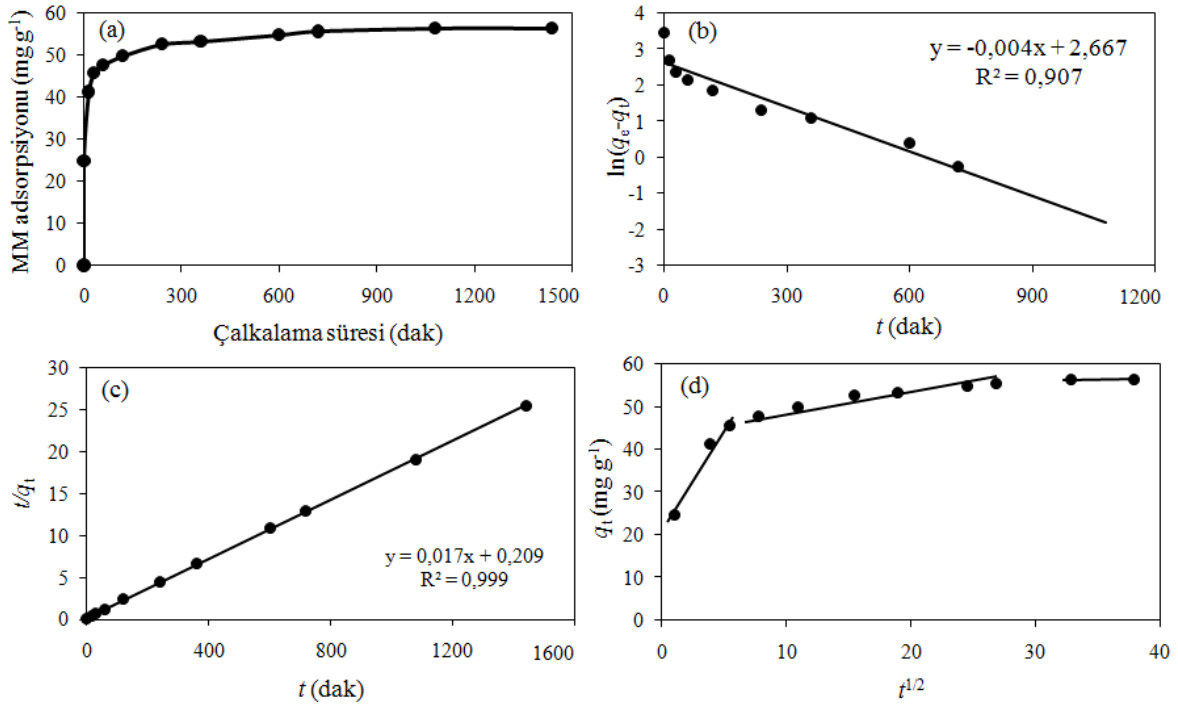 (a)
MM adsorpsiyonu (mg g-1)
60
50
40
30
20
10
0
0 300 600 900 1200 1500
Çalkalama süresi (dak)
(b)
y = -0,004x + 2,667
R² = 0,907
ln(qe-qt)
4
3
2
1
0
-1
-2
-3
0 300 600 900 1200
t (dak)
(c)
t/qt
30
25
20
15
10
5
0
y = 0,017x + 0,209
R² = 0,999
0 400 800 1200 1600
t (dak)
(d)
qt (mg g-1)
60
50
40
30
20
10
0
0 10 20 30 40
t1/2